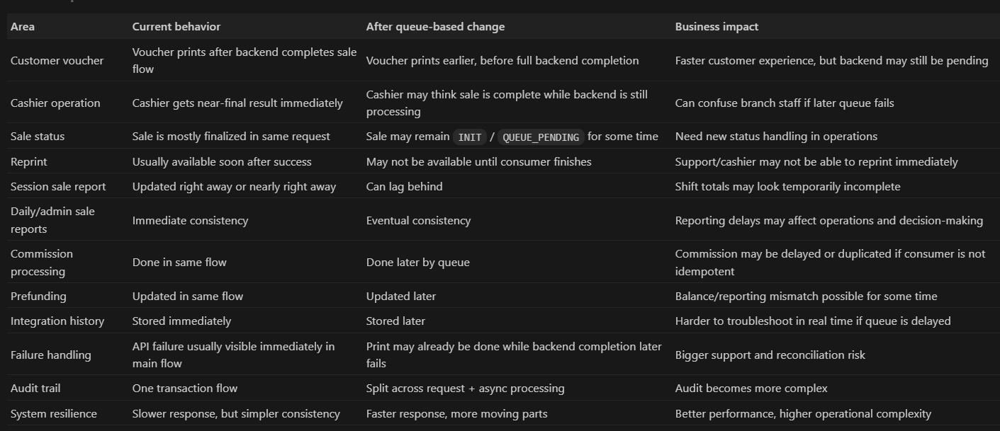 Area Current behavior After queue-based change Business impact
Customer voucher Voucher prints after backend completes sale flow Voucher prints earlier, before full backend completion Faster customer experience, but backend may still be pending
Cashier operation Cashier gets near-final result immediately Cashier may think sale is complete while backend is still processing Can confuse branch staff if later queue fails
Sale status Sale is mostly finalized in same request Sale may remain INIT / QUEUE_PENDING for some time Need new status handling in operations
Reprint Usually available soon after success May not be available until consumer finishes Support/cashier may not be able to reprint immediately
Session sale report Updated right away or nearly right away Can lag behind Shift totals may look temporarily incomplete
Daily/admin sale reports Immediate consistency Eventual consistency Reporting delays may affect operations and decision-making
Commission processing Done in same flow Done later by queue Commission may be delayed or duplicated if consumer is not idempotent
Prefunding Updated in same flow Updated later Balance/reporting mismatch possible for some time
Integration history Stored immediately Stored later Harder to troubleshoot in real time if queue is delayed
Failure handling API failure usually visible immediately in main flow Print may already be done while backend completion later fails Bigger support and reconciliation risk
Audit trail One transaction flow Split across request + async processing Audit becomes more complex
System resilience Slower response, but simpler consistency Faster response, more moving parts Better performance, higher operational complexity